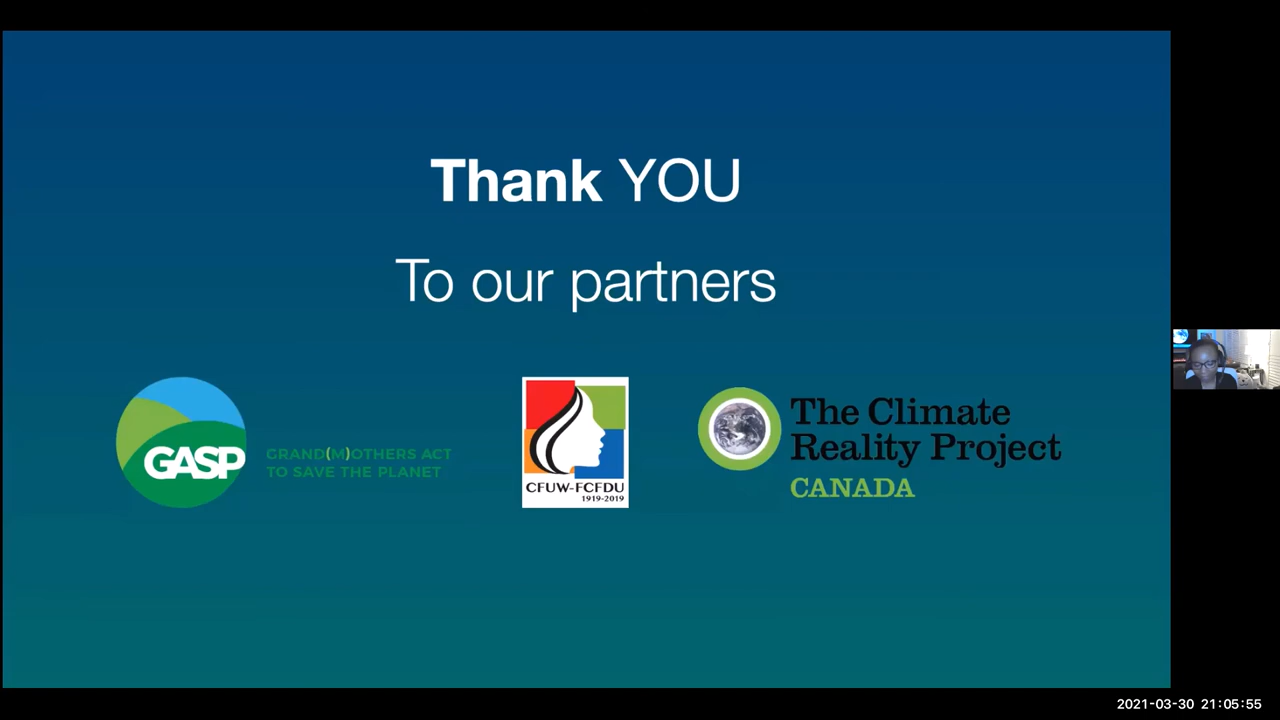 Thank YOU
To our partners
GASP
GRAND(M)OTHERS ACT
TO SAVE THE PLANET
CFUW-FCFDU
1919-2019
The Climate
Reality Project
CANADA
2021-03-30 21:05:55